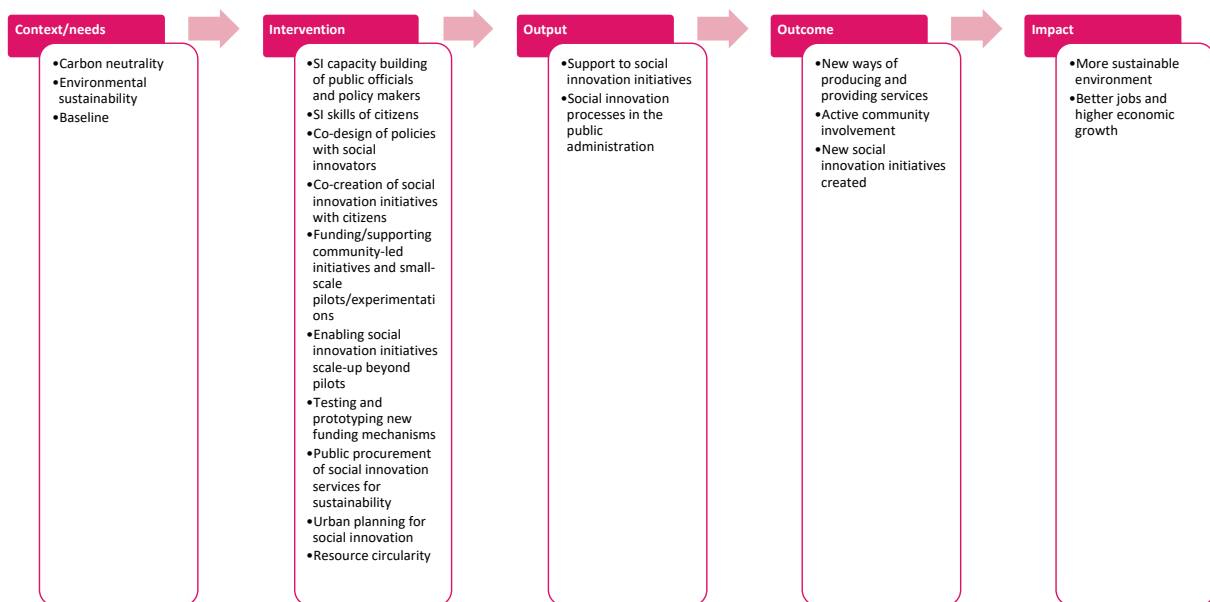 Context/needs
•Carbon neutrality
•Environmental
sustainability
•Baseline
Intervention
•SI capacity building
of public officials
and policy makers
•SI skills of citizens
•Co-design of policies
with social
innovators
•Co-creation of social
innovation initiatives
with citizens
•Funding/supporting
community-led
initiatives and small-
scale
pilots/experimentati
ons
•Enabling social
innovation initiatives
scale-up beyond
pilots
•Testing and
prototyping new
funding mechanisms
•Public procurement
of social innovation
services for
sustainability
•Urban planning for
social innovation
•Resource circularity
Output
•Support to social
innovation initiatives
•Social innovation
processes in the
public
administration
Outcome
•New ways of
producing and
providing services
•Active community
involvement
•New social
innovation initiatives
created
Impact
•More sustainable
environment
•Better jobs and
higher economic
growth